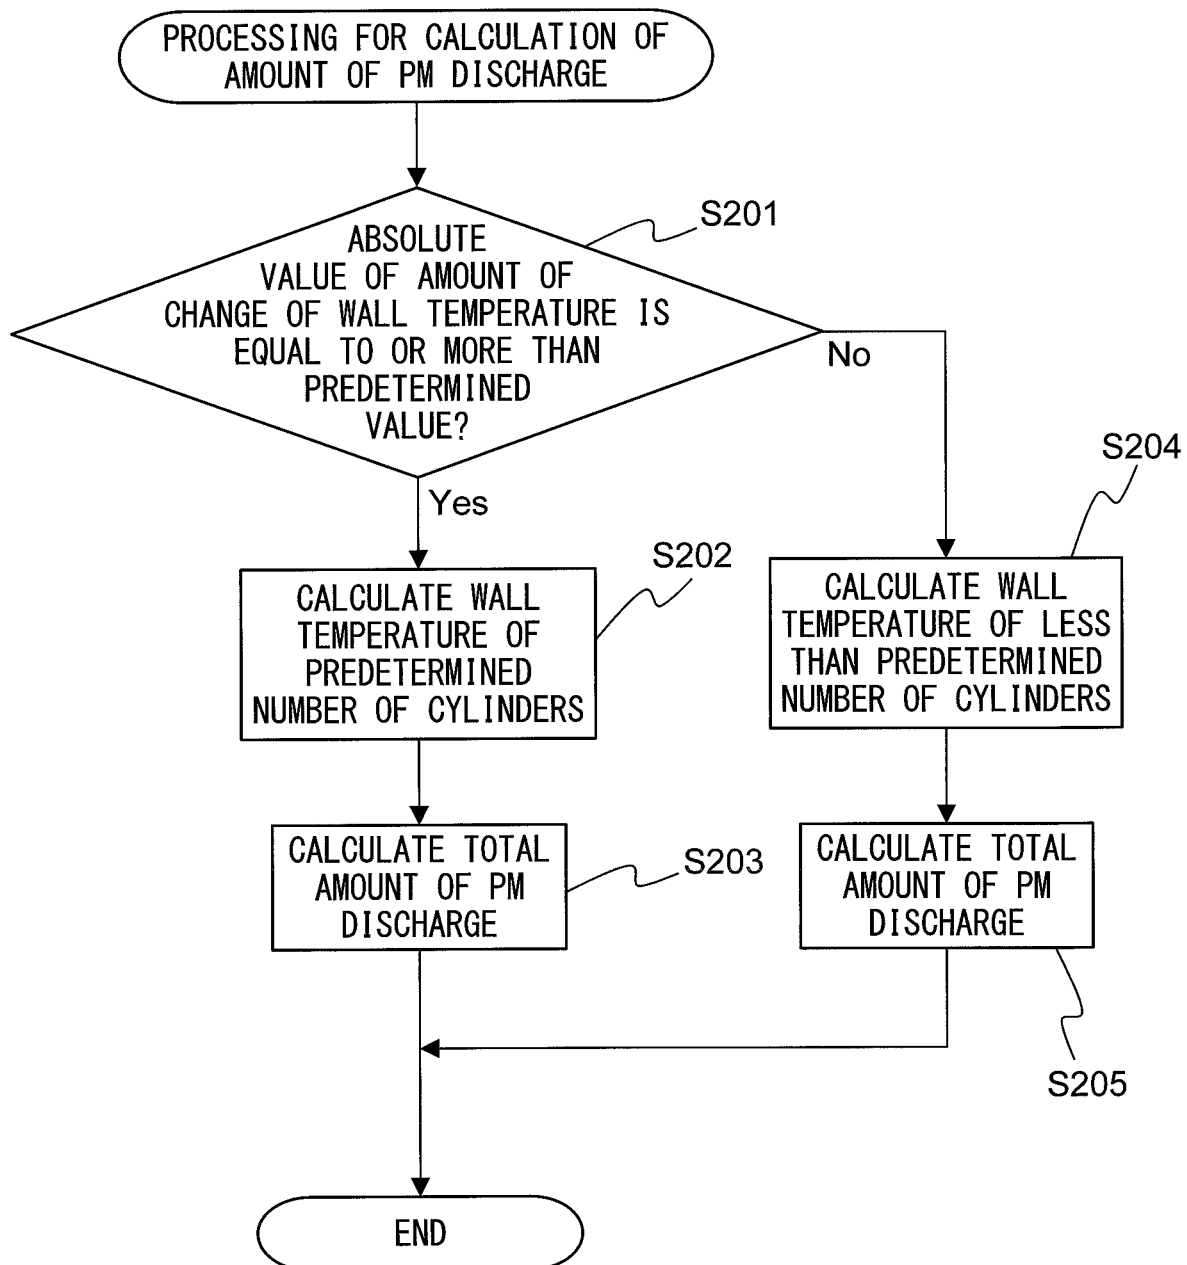 PROCESSING FOR CALCULATION OF
AMOUNT OF PM DISCHARGE
S201
ABSOLUTE
VALUE OF AMOUNT OF
CHANGE OF WALL TEMPERATURE IS
EQUAL TO OR MORE THAN
PREDETERMINED
VALUE?
No
Yes
S202
CALCULATE WALL
TEMPERATURE OF
PREDETERMINED
NUMBER OF CYLINDERS
S204
CALCULATE WALL
TEMPERATURE OF LESS
THAN PREDETERMINED
NUMBER OF CYLINDERS
CALCULATE TOTAL
AMOUNT OF PM
DISCHARGE
S203
CALCULATE TOTAL
AMOUNT OF PM
DISCHARGE
S205
END